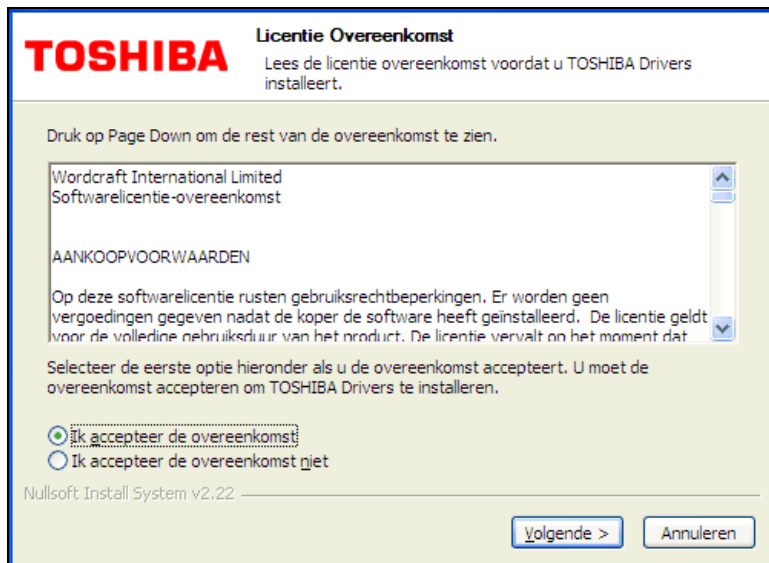 TOSHIBA
Licentie Overeenkomst
Lees de licentie overeenkomst voordat u TOSHIBA Drivers
installeert.
Druk op Page Down om de rest van de overeenkomst te zien.
Wordcraft International Limited
Softwarelicentie-overeenkomst
AANKOOPVOORWAARDEN
Op deze softwarelicentie rusten gebruiksrechtbeperkingen. Er worden geen
vergoedingen gegeven nadat de koper de software heeft geïnstalleerd. De licentie geldt
voor de volledige gebruiksduur van het product. De licentie vervalt op het moment dat
Selecteer de eerste optie hieronder als u de overeenkomst accepteert. U moet de
overeenkomst accepteren om TOSHIBA Drivers te installeren.
Ik accepteer de overeenkomst
Ik accepteer de overeenkomst niet
Nullsoft Install System v2.22
Volgende >
Annuleren